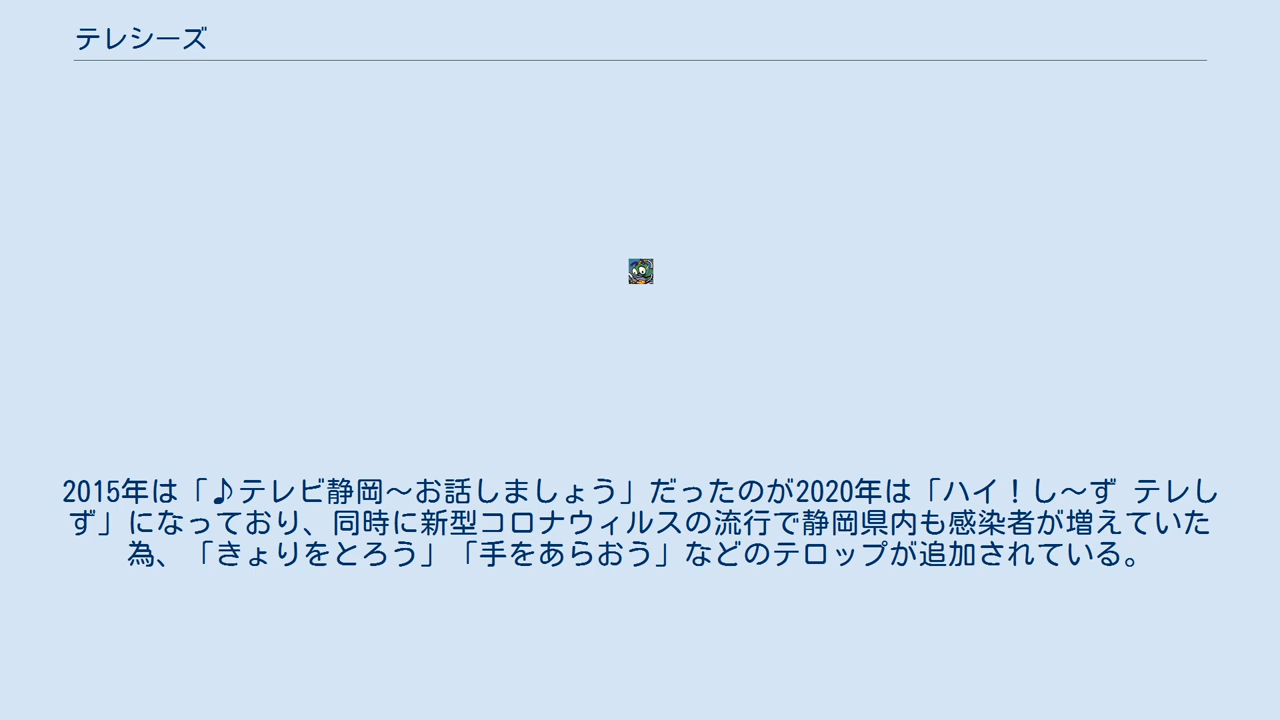 テレシーズ
2015年は「♪テレビ静岡～お話しましょう」だったのが2020年は「ハイ！し～ず テレし
ず」になっており、同時に新型コロナウィルスの流行で静岡県内も感染者が増えていた
為、「きょりをとろう」「手をあらおう」などのテロップが追加されている。